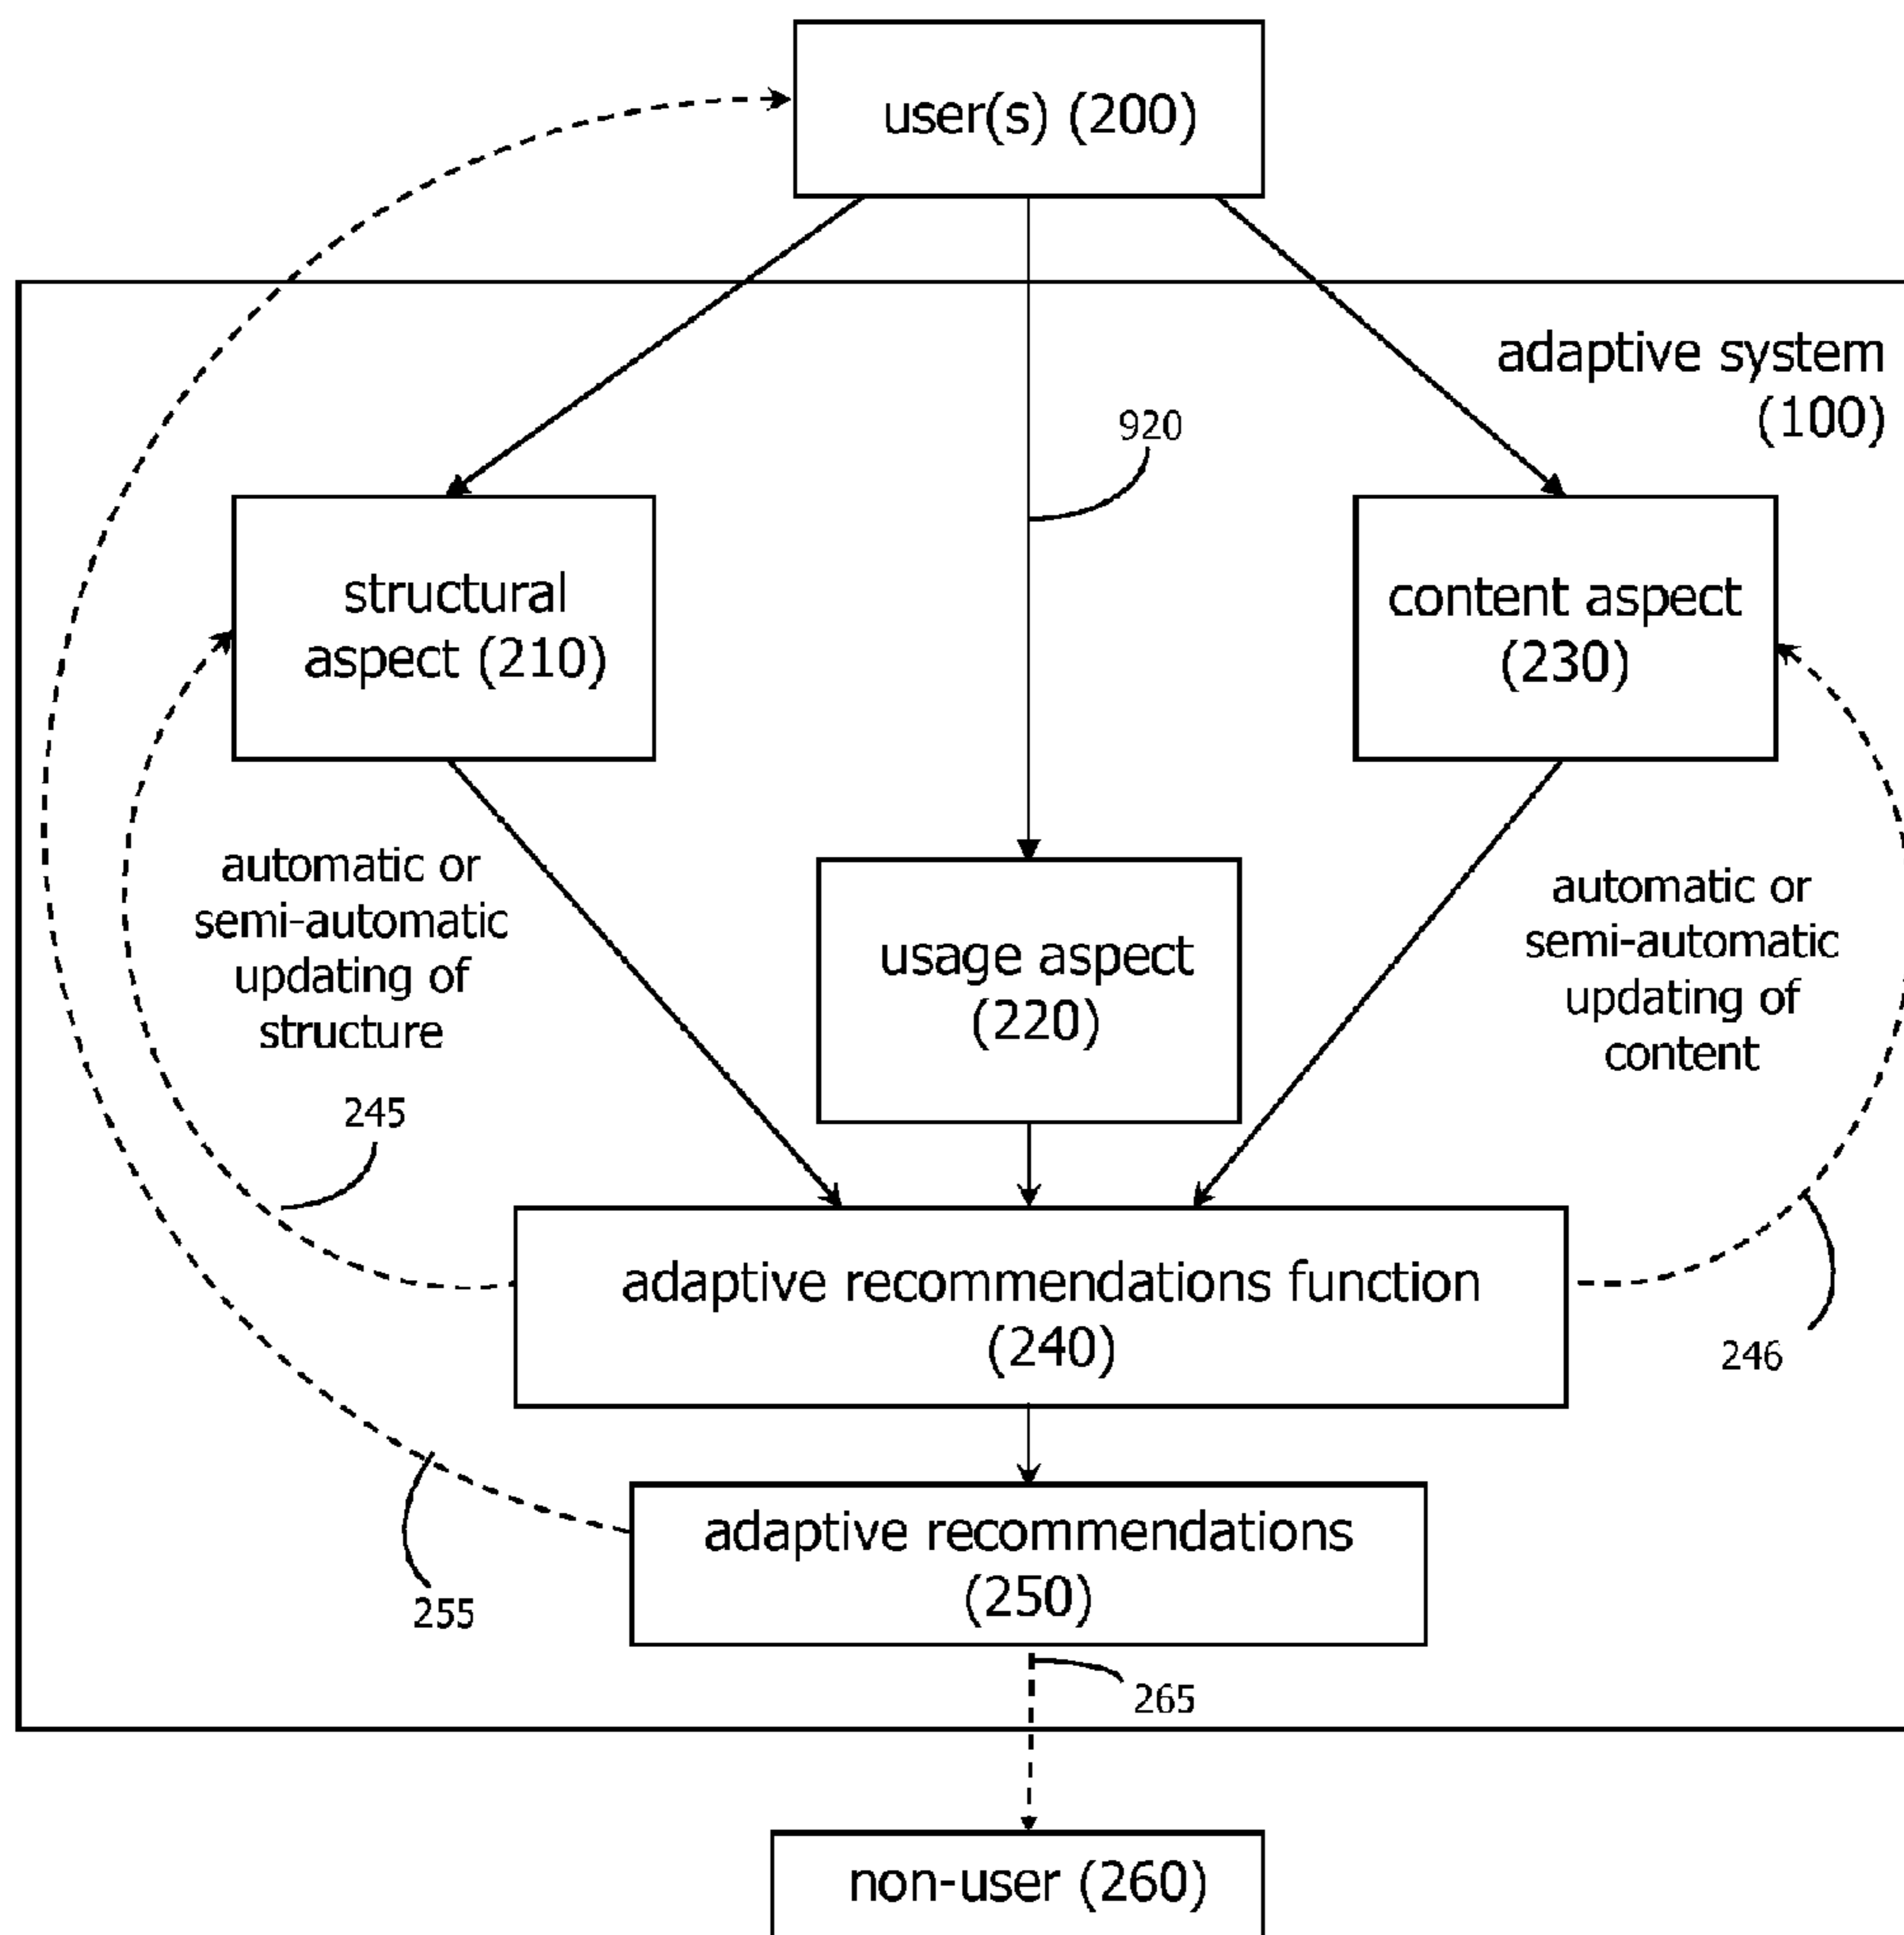 user(s) (200)
adaptive system
(100)
920
structural
aspect (210)
content aspect
(230)
automatic or
semi-automatic
updating of
structure
automatic or
semi-automatic
updating of
content
usage aspect
(220)
245
adaptive recommendations function
(240)
246
adaptive recommendations
(250)
255
265
non-user (260)